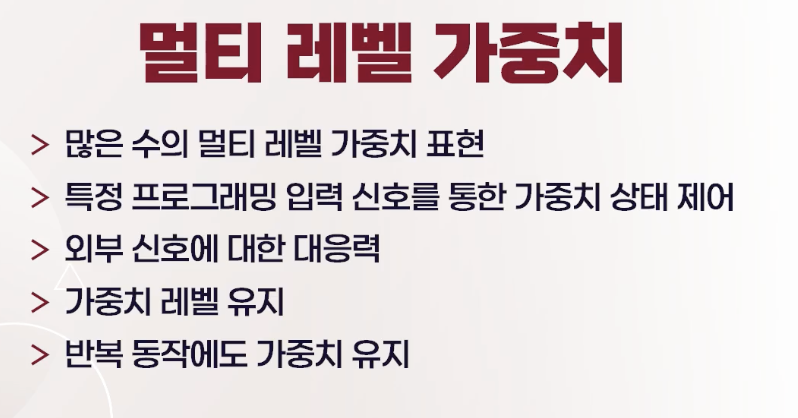 멀티 레벨 가중치
> 많은 수의 멀티 레벨 가중치 표현
> 특정 프로그래밍 입력 신호를 통한 가중치 상태 제어
> 외부 신호에 대한 대응력
> 가중치 레벨 유지
> 반복 동작에도 가중치 유지